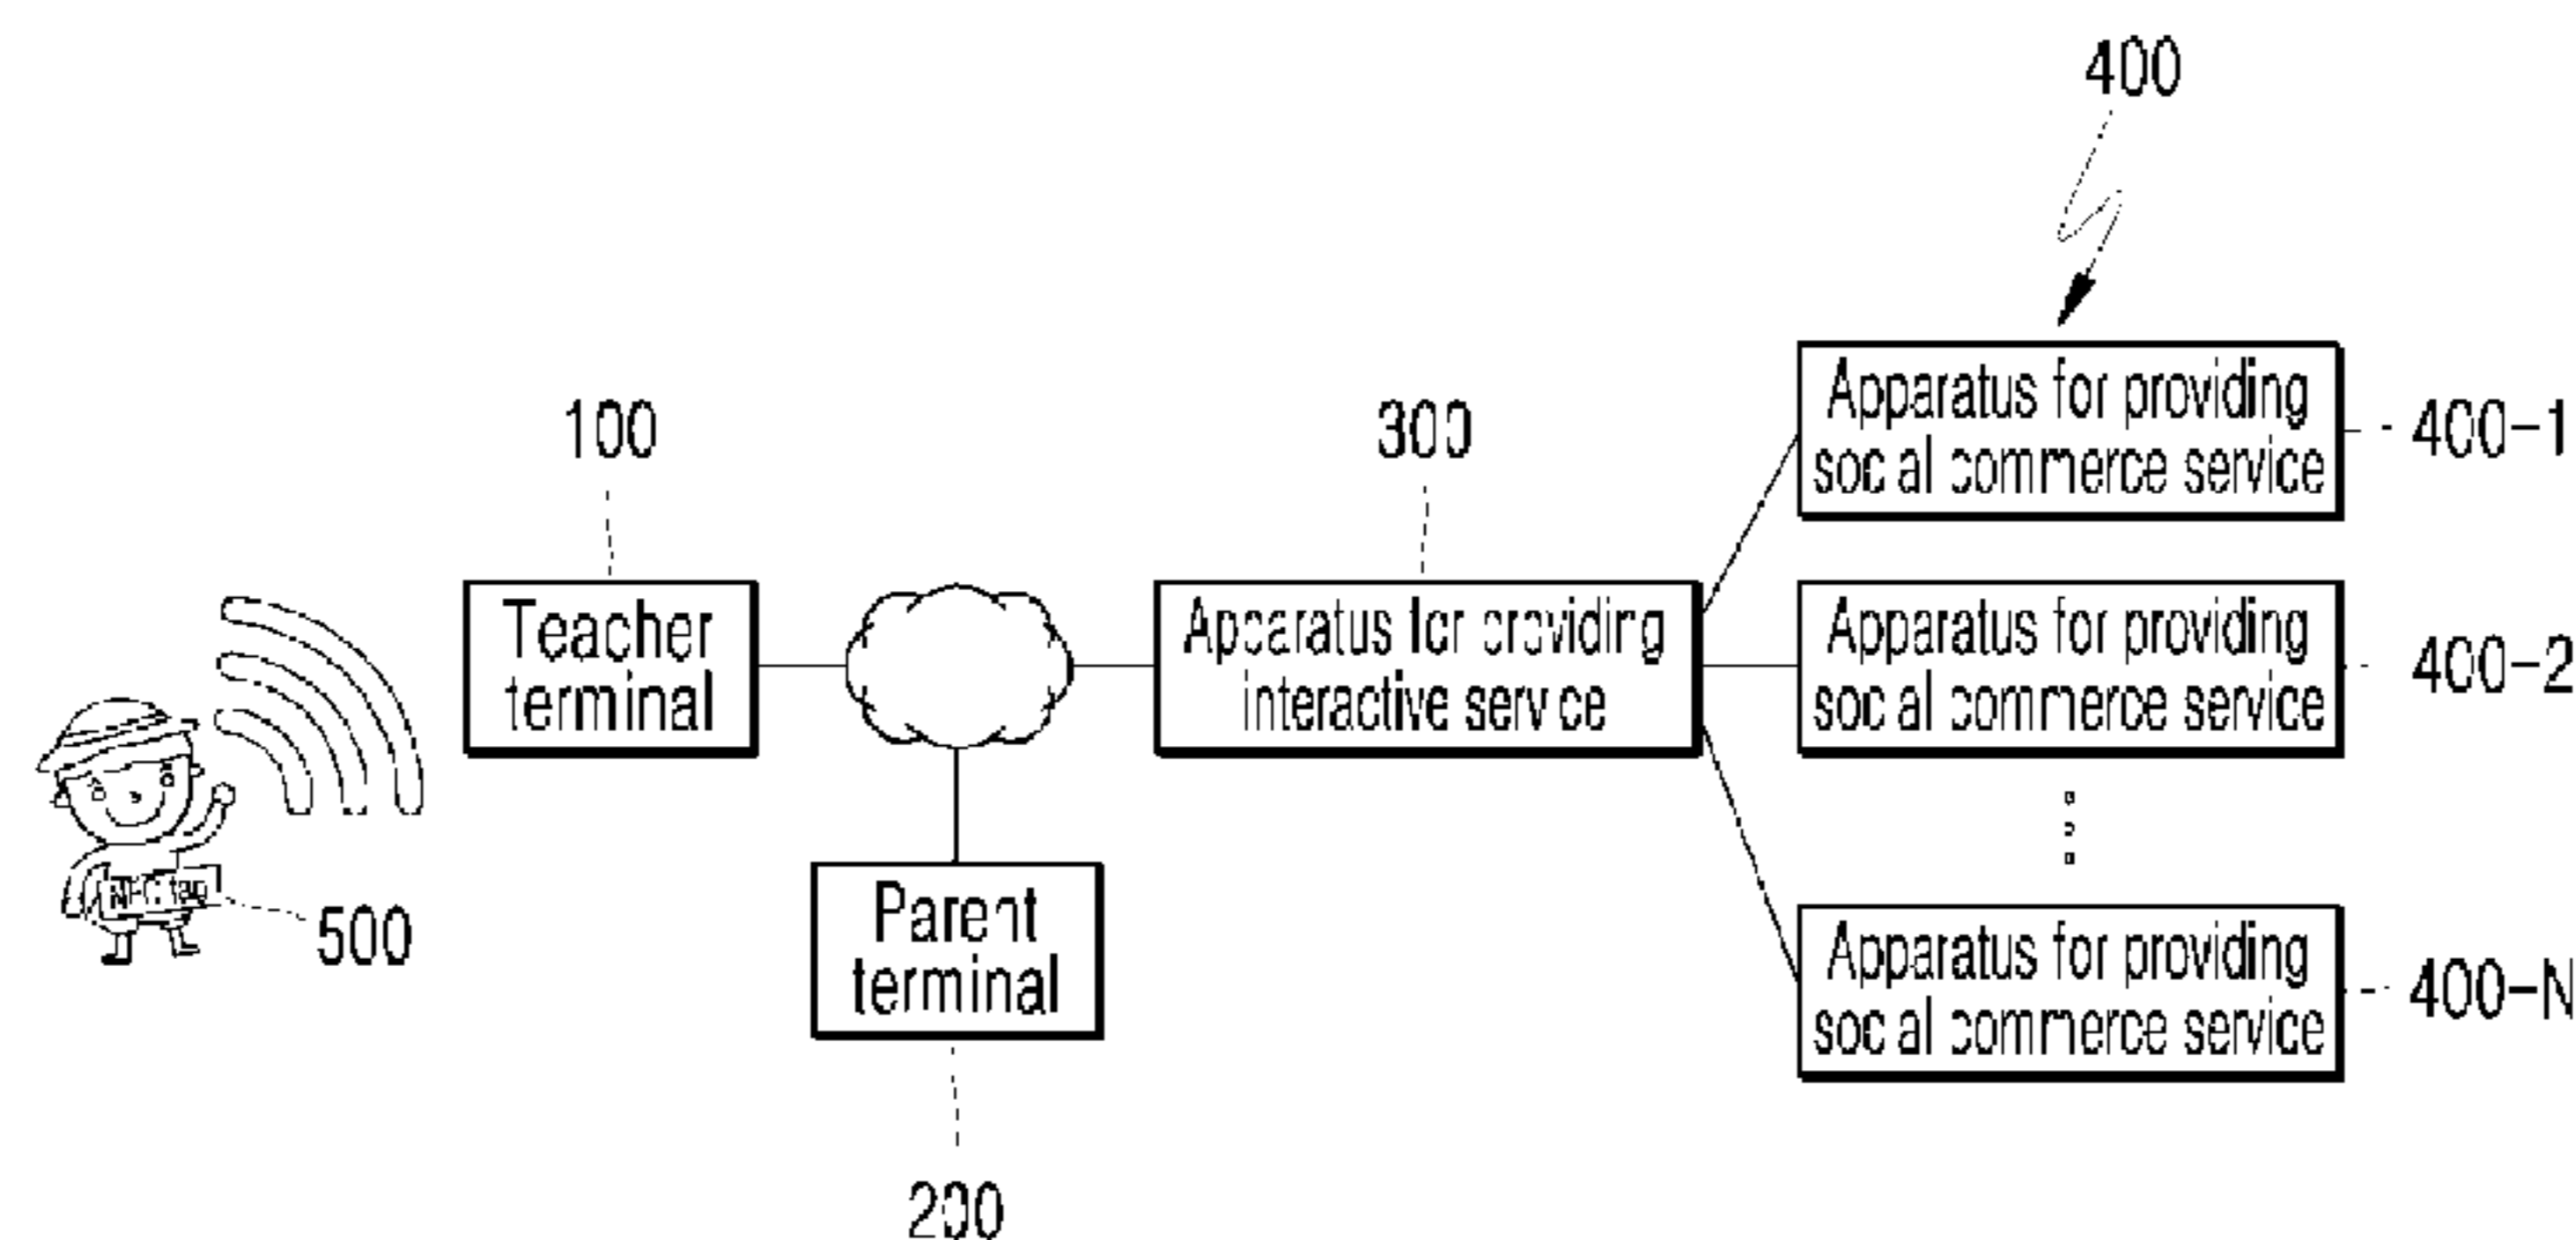 400
Apparatus for providing
social commerce service
400-1
100
300
Teacher
terminal
Apparatus for providing
interactive service
Apparatus for providing
social commerce service
400-2
NFC tag
500
Parent
terminal
Apparatus for providing
social commerce service
400-N
200